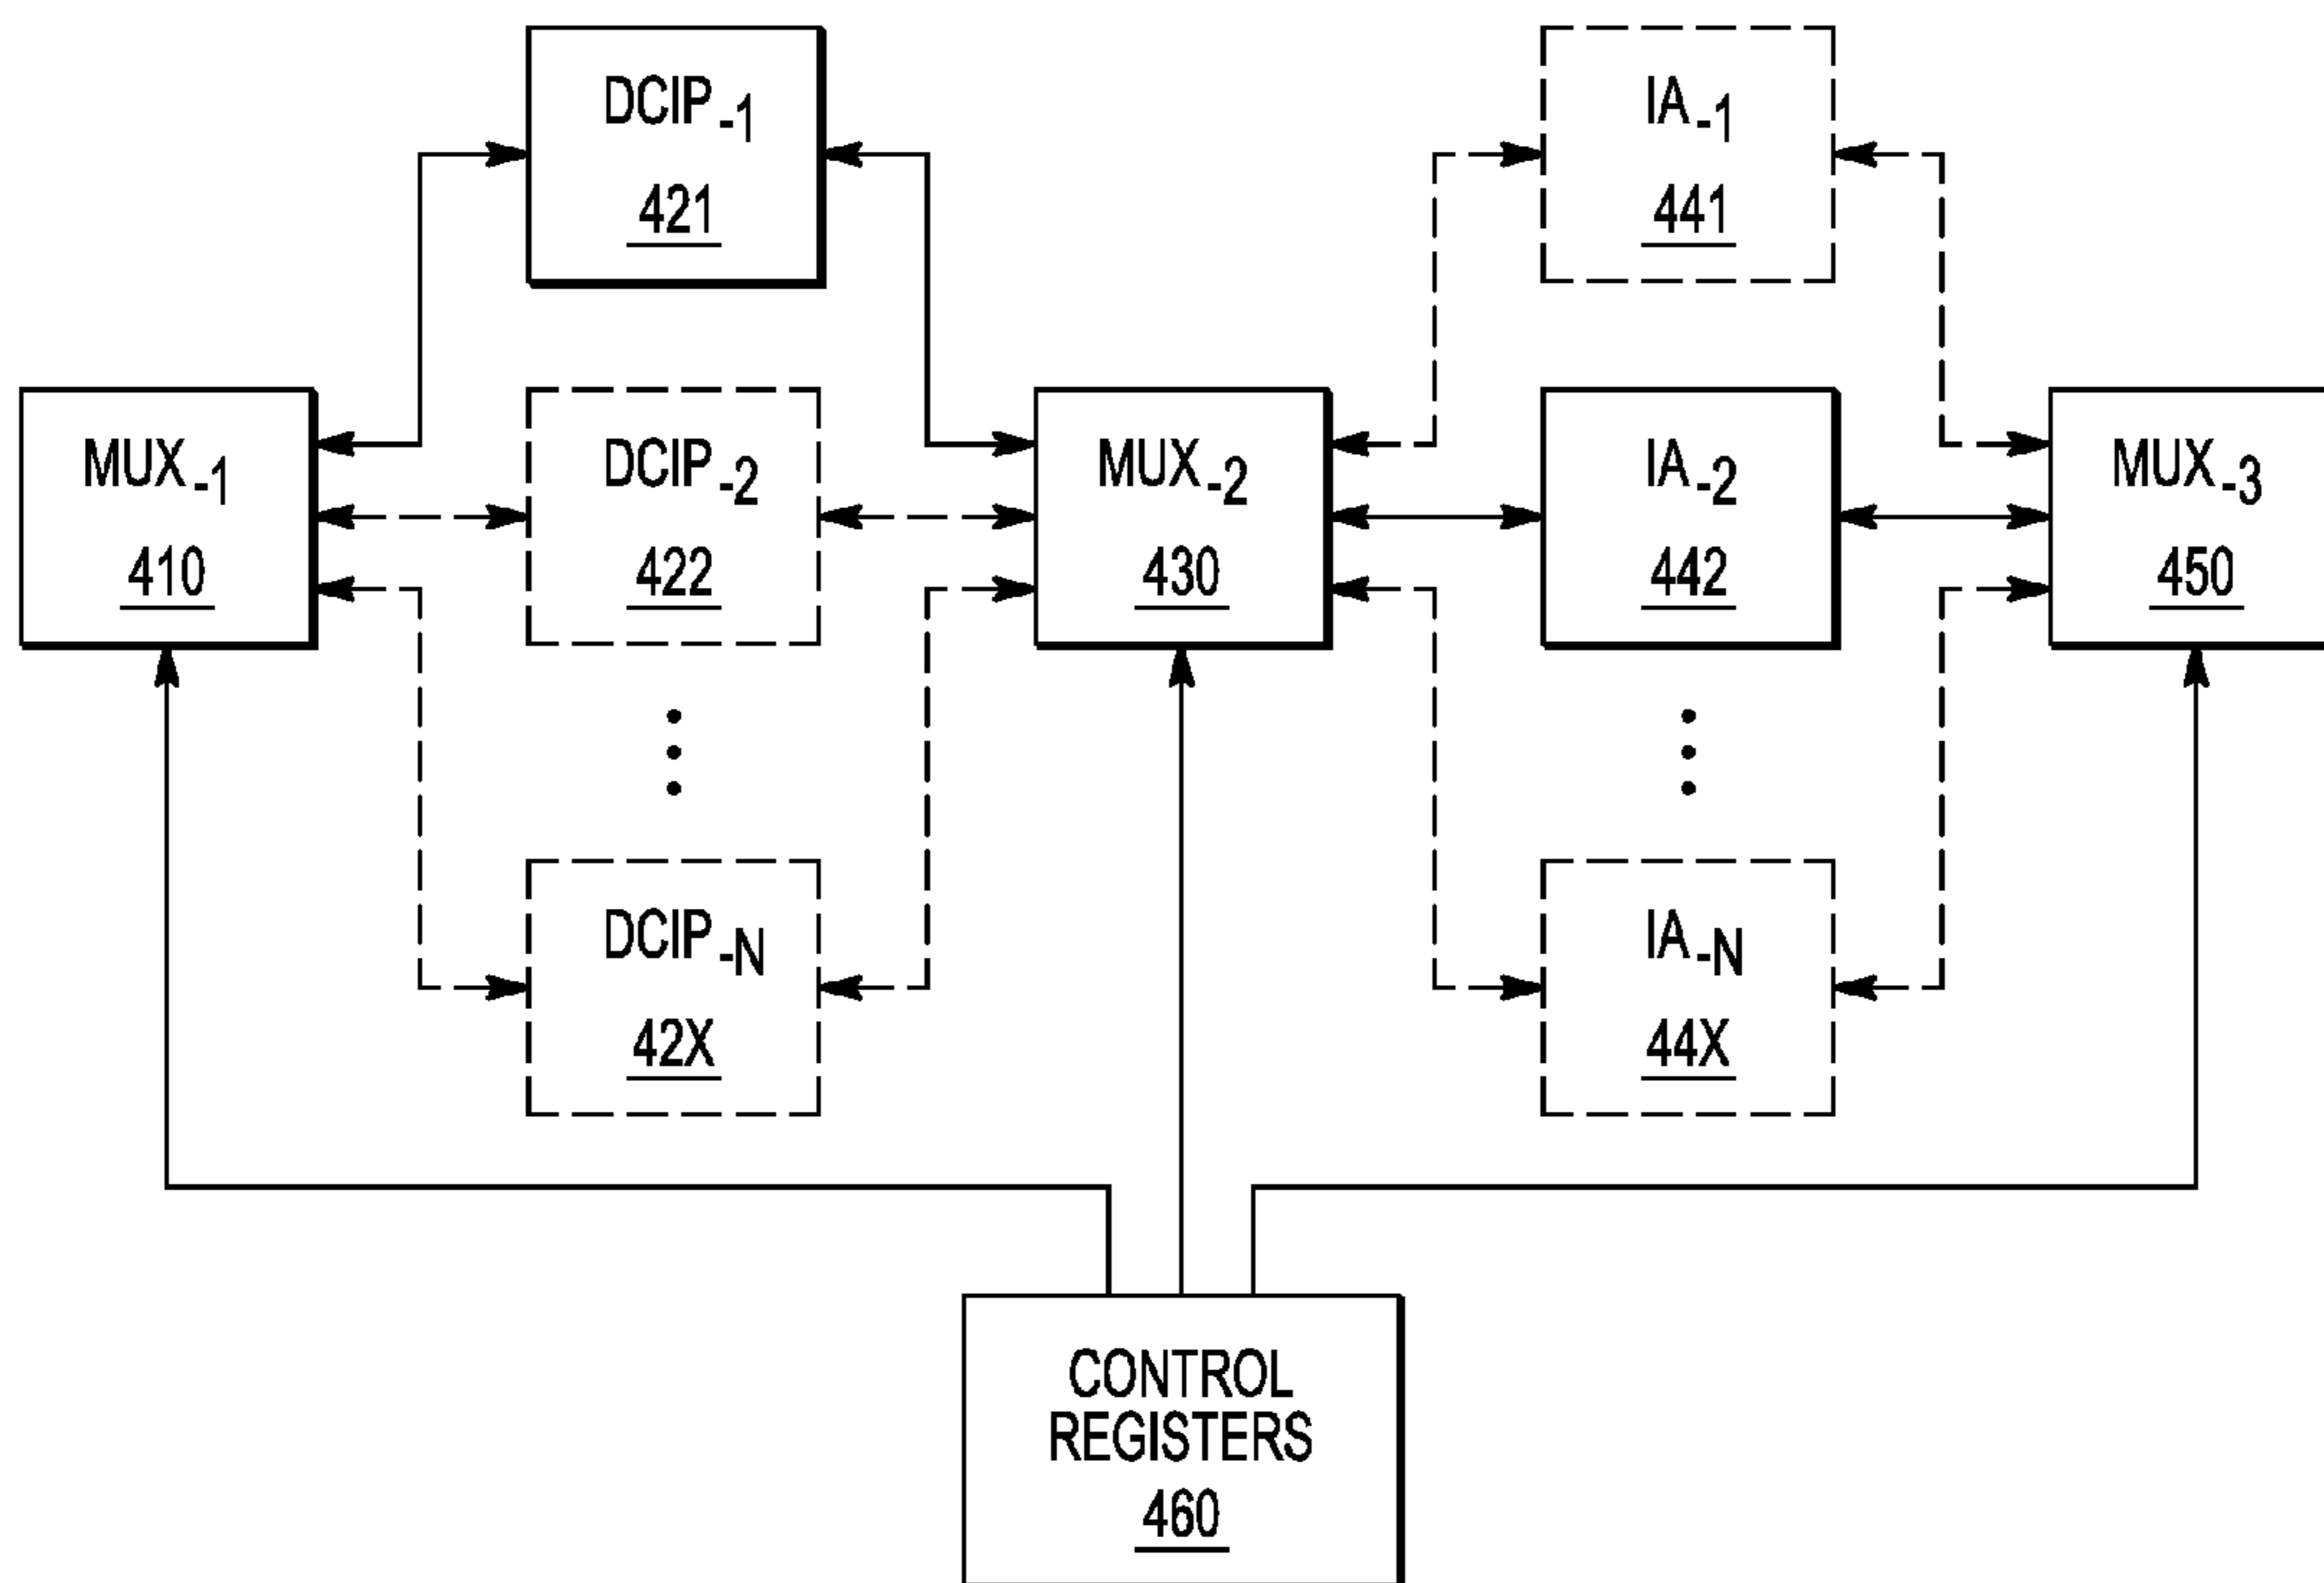 DCIP-1
421
IA-1
441
MUX-1
410
DCIP-2
422
MUX-2
430
IA-2
442
MUX-3
450
DCIP-N
42X
IA-N
44X
CONTROL
REGISTERS
460